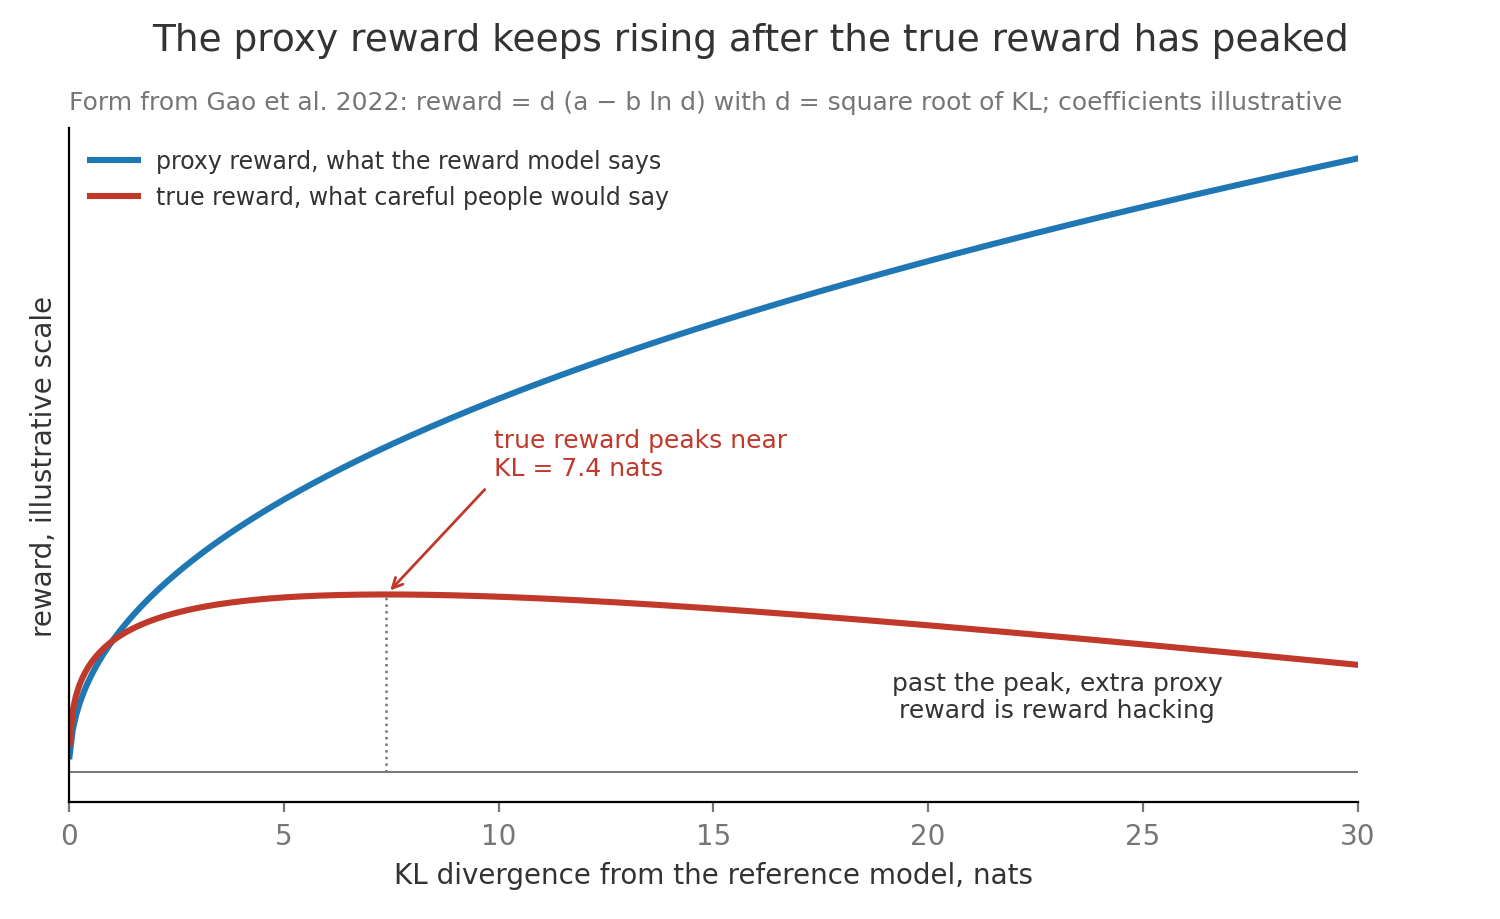 The proxy reward keeps rising after the true reward has peaked
Form from Gao et al. 2022: reward = d (a − b ln d) with d = square root of KL; coefficients illustrative
proxy reward, what the reward model says
true reward, what careful people would say
reward, illustrative scale
true reward peaks near
KL = 7.4 nats
past the peak, extra proxy
reward is reward hacking
0 5 10 15 20 25 30
KL divergence from the reference model, nats